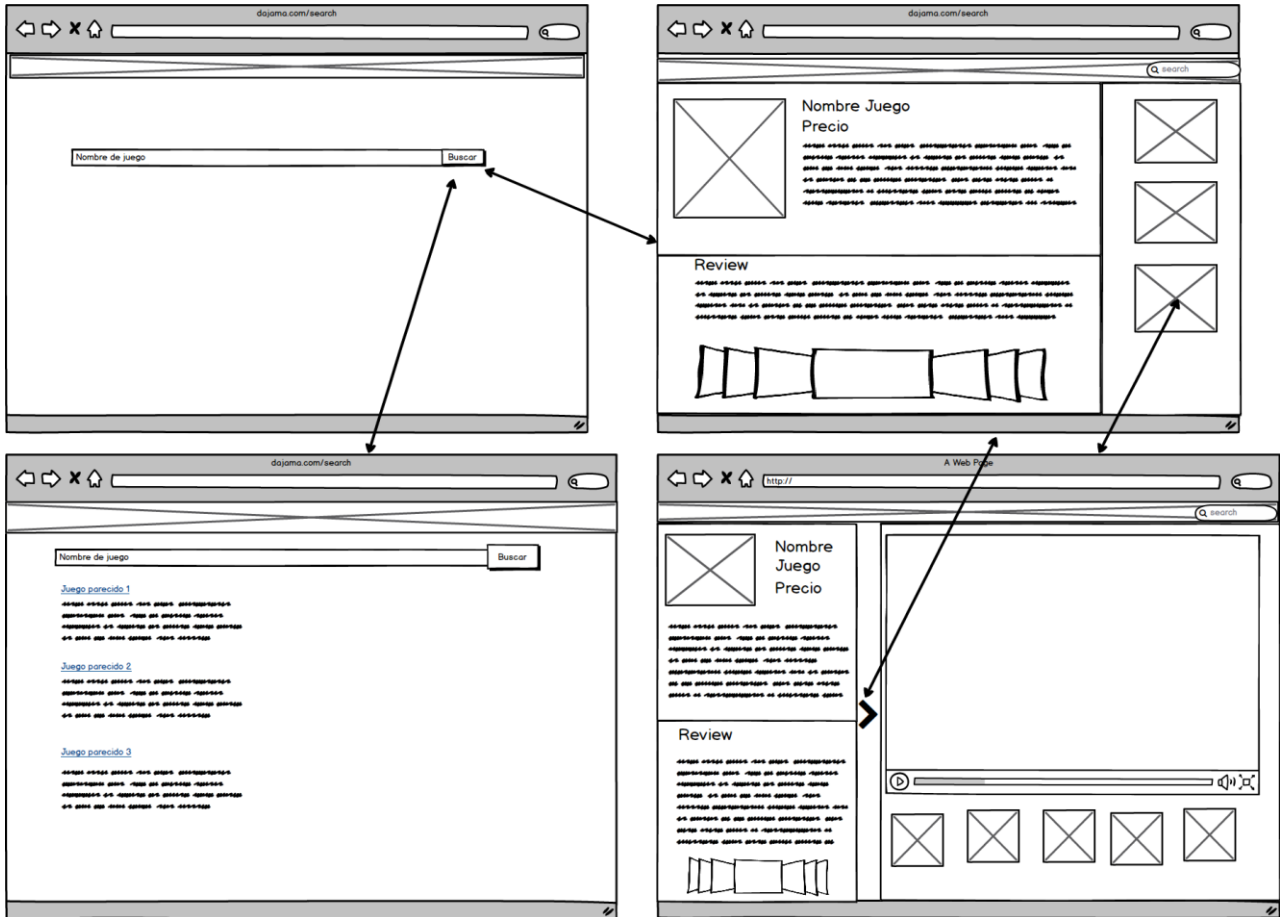 dajama.com/search
Nombre de juego
Buscar
dajama.com/search
search
Nombre Juego
Precio
Review
dajama.com/search
Nombre de juego
Buscar
Juego parecido 1
Juego parecido 2
Juego parecido 3
A Web Page
http://
search
Nombre
Juego
Precio
Review